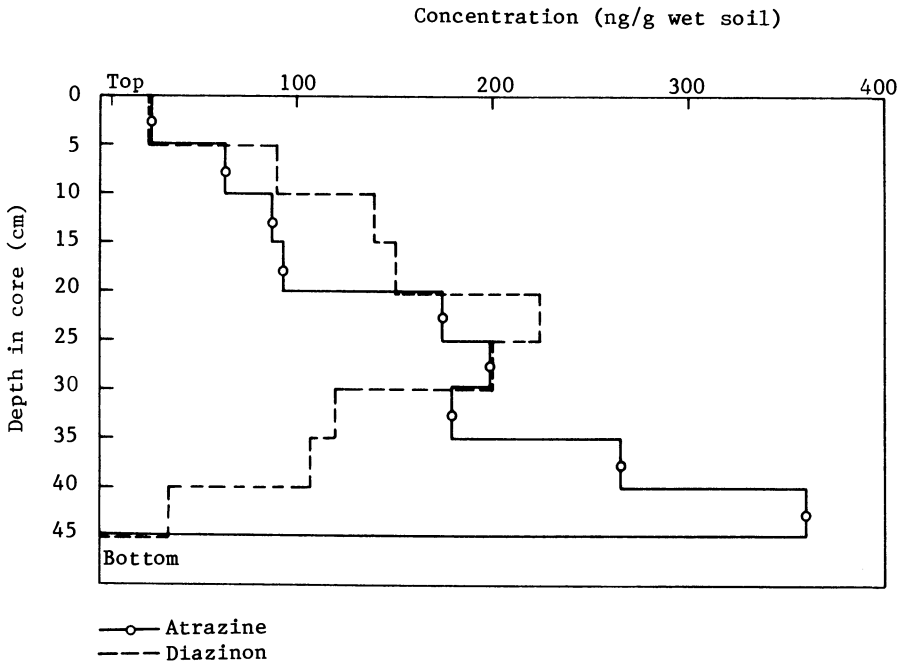 Concentration (ng/g wet soil)
Top 100 200 300 400
Depth in core (cm)
0
5
10
15
20
25
30
35
40
45
Bottom
Atrazine
Diazinon